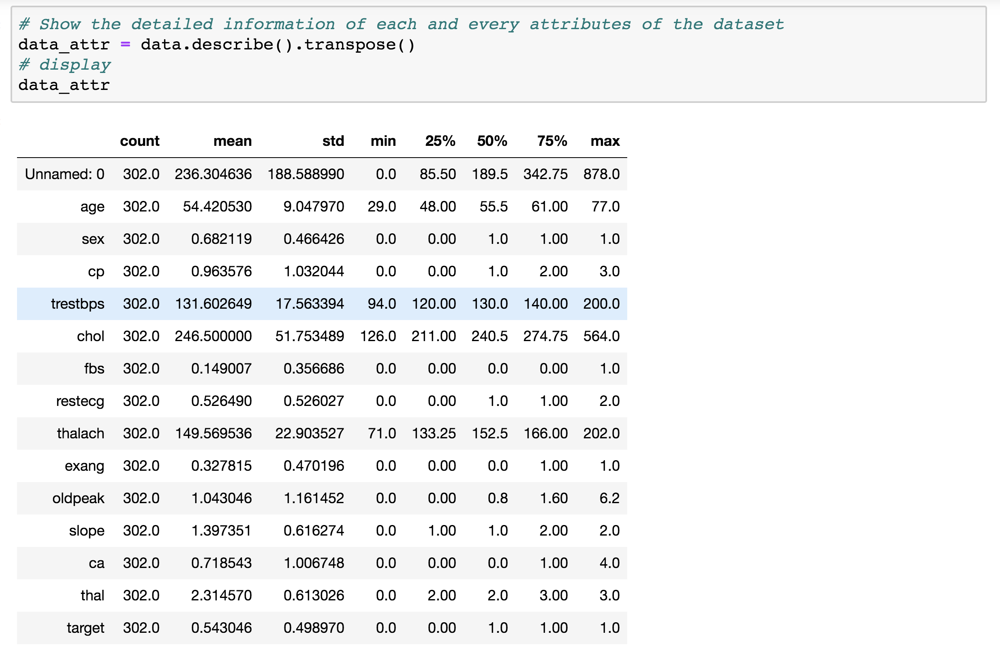 # Show the detailed information of each and every attributes of the dataset
data_attr = data.describe().transpose()
# display
data_attr
count mean std min 25% 50% 75% max
Unnamed: 0 302.0 236.304636 188.588990 0.0 85.50 189.5 342.75 878.0
age 302.0 54.420530 9.047970 29.0 48.00 55.5 61.00 77.0
sex 302.0 0.682119 0.466426 0.0 0.00 1.0 1.00 1.0
cp 302.0 0.963576 1.032044 0.0 0.00 1.0 2.00 3.0
trestbps 302.0 131.602649 17.563394 94.0 120.00 130.0 140.00 200.0
chol 302.0 246.500000 51.753489 126.0 211.00 240.5 274.75 564.0
fbs 302.0 0.149007 0.356686 0.0 0.00 0.0 0.00 1.0
restecg 302.0 0.526490 0.526027 0.0 0.00 1.0 1.00 2.0
thalach 302.0 149.569536 22.903527 71.0 133.25 152.5 166.00 202.0
exang 302.0 0.327815 0.470196 0.0 0.00 0.0 1.00 1.0
oldpeak 302.0 1.043046 1.161452 0.0 0.00 0.8 1.60 6.2
slope 302.0 1.397351 0.616274 0.0 1.00 1.0 2.00 2.0
ca 302.0 0.718543 1.006748 0.0 0.00 0.0 1.00 4.0
thal 302.0 2.314570 0.613026 0.0 2.00 2.0 3.00 3.0
target 302.0 0.543046 0.498970 0.0 0.00 1.0 1.00 1.0